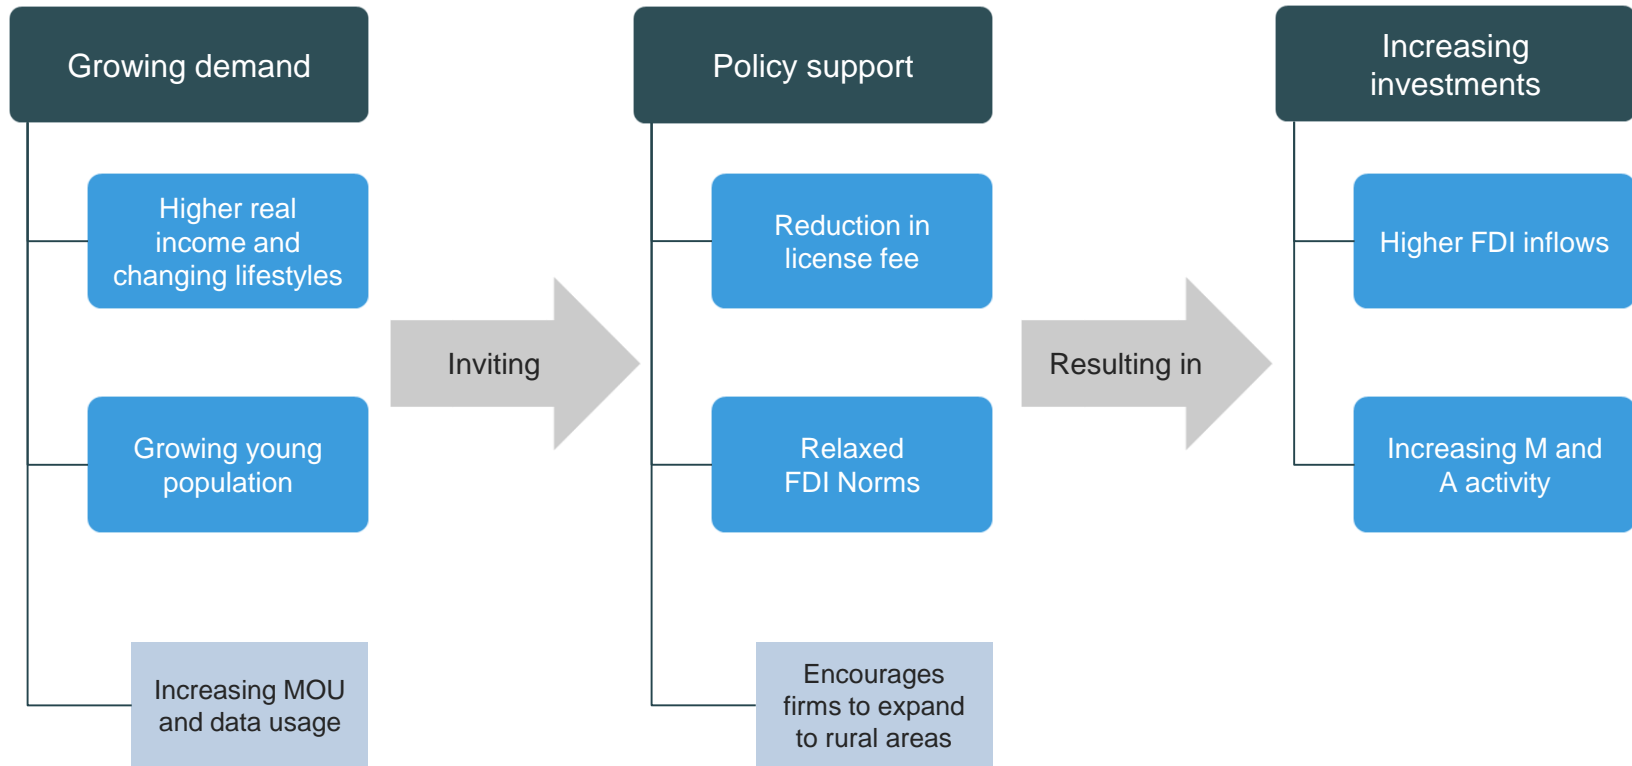 Growing demand
Higher real
income and
changing lifestyles
Growing young
population
Increasing MOU
and data usage
Inviting
Policy support
Reduction in
license fee
Relaxed
FDI Norms
Encourages
firms to expand
to rural areas
Resulting in
Increasing
investments
Higher FDI inflows
Increasing M and
A activity